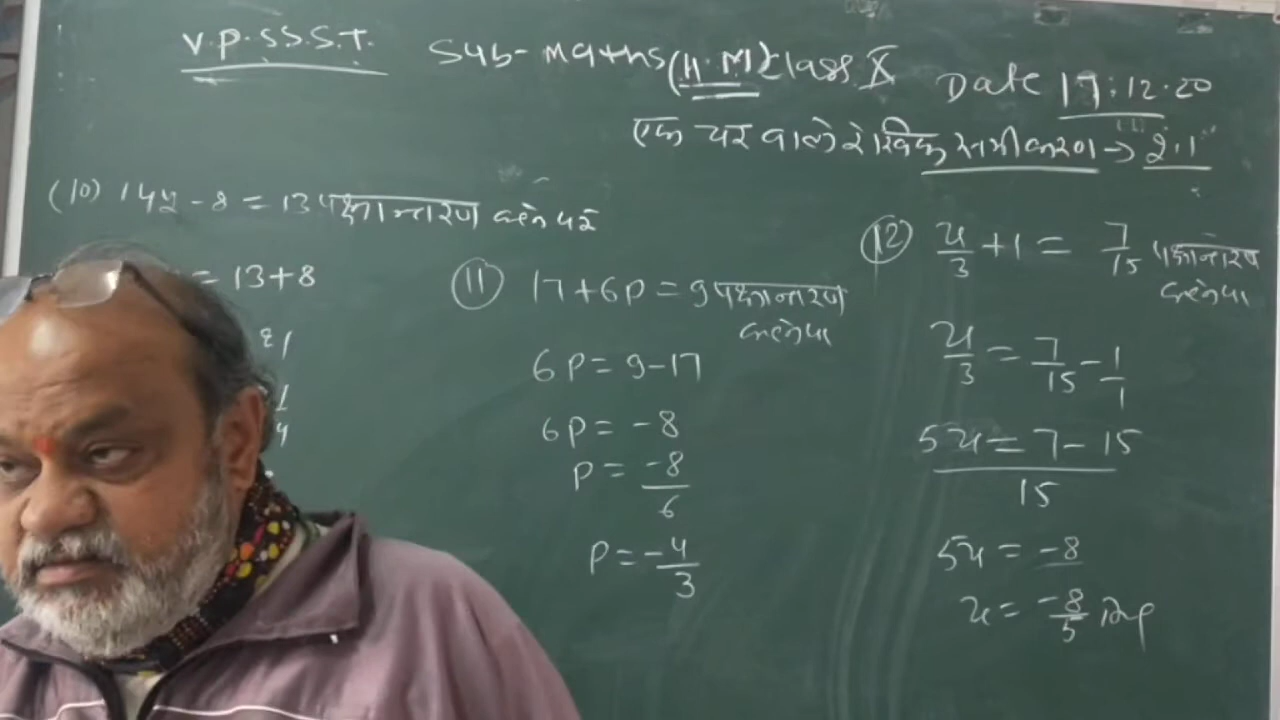 V.P.S.S.S.T. Sub- Maths (H.M) Class X Date 17.12.20
एक चर वाले रेखिक समीकरण → 2.1
(10) 14y - 8 = 13 पक्षान्तरण करने पर
= 13+8
21
(11) 17+6P = 9 पक्षान्तरण करने पर
6P = 9-17
6P = -8
P = -8/6
P = -4/3
(12) x/3 + 1 = 7/15 पक्षान्तरण करने पर
x/3 = 7/15 - 1/1
5x = 7 - 15
15
5x = -8
x = -8/5